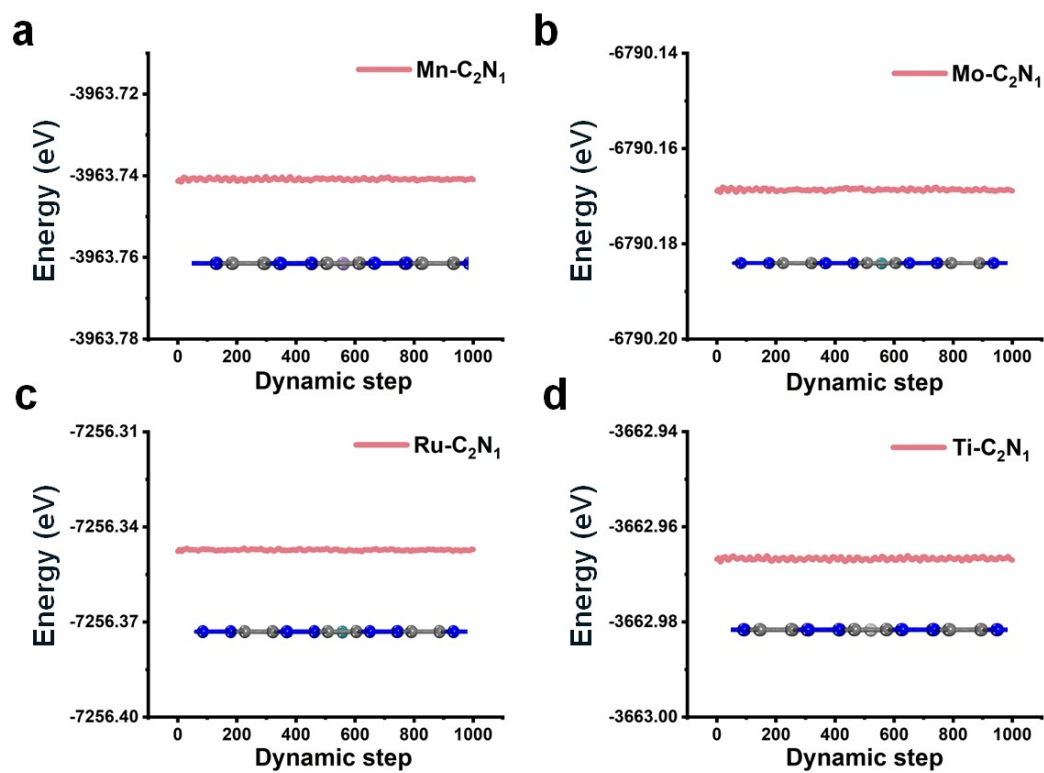 a
Mn-C₂N₁
-3963.72
-3963.74
-3963.76
-3963.78
Energy (eV)
0 200 400 600 800 1000
Dynamic step
b
Mo-C₂N₁
-6790.14
-6790.16
-6790.18
-6790.20
Energy (eV)
0 200 400 600 800 1000
Dynamic step
c
Ru-C₂N₁
-7256.31
-7256.34
-7256.37
-7256.40
Energy (eV)
0 200 400 600 800 1000
Dynamic step
d
Ti-C₂N₁
-3662.94
-3662.96
-3662.98
-3663.00
Energy (eV)
0 200 400 600 800 1000
Dynamic step